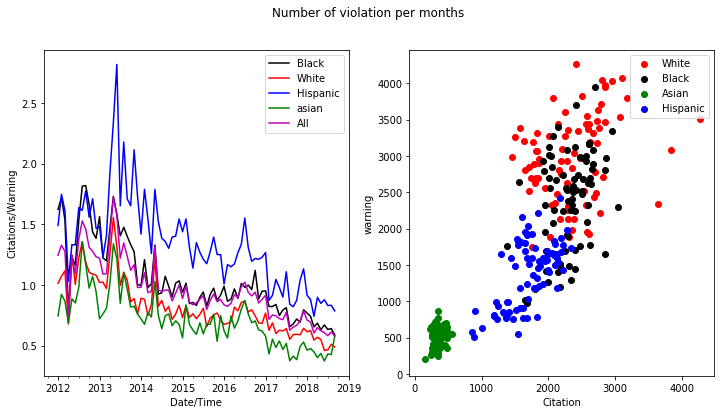 Number of violation per months
Black
White
Hispanic
asian
All
Citations/Warning
2.5
2.0
1.5
1.0
0.5
2012 2013 2014 2015 2016 2017 2018 2019
Date/Time
White
Black
Asian
Hispanic
warning
4000
3500
3000
2500
2000
1500
1000
500
0
0 1000 2000 3000 4000
Citation